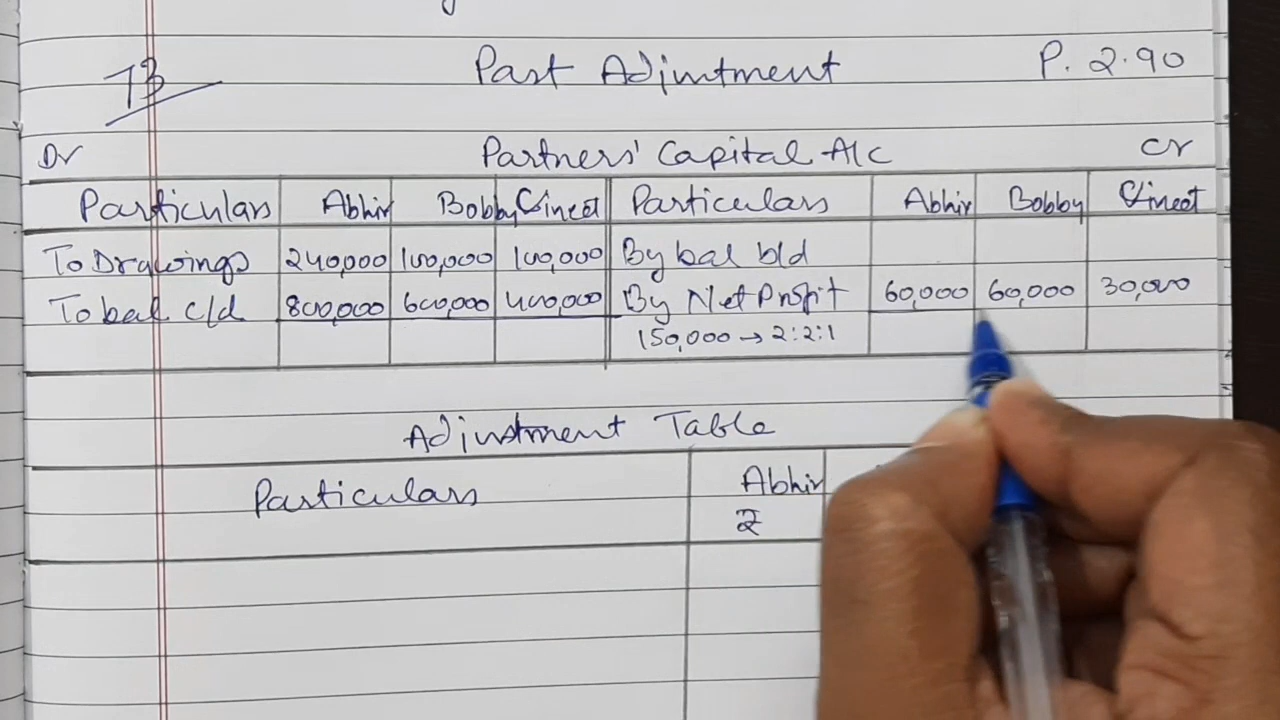 73 Past Adjustment P. 2.90
Dr Partners' Capital A/c Cr
Particulars Abhir Bobby Vineet Particulars Abhir Bobby Vineet
To Drawings 240,000 100,000 100,000 By bal b/d
To bal c/d 800,000 600,000 400,000 By Net Profit 60,000 60,000 30,000
150,000 → 2:2:1
Adjustment Table
Particulars Abhir
₹